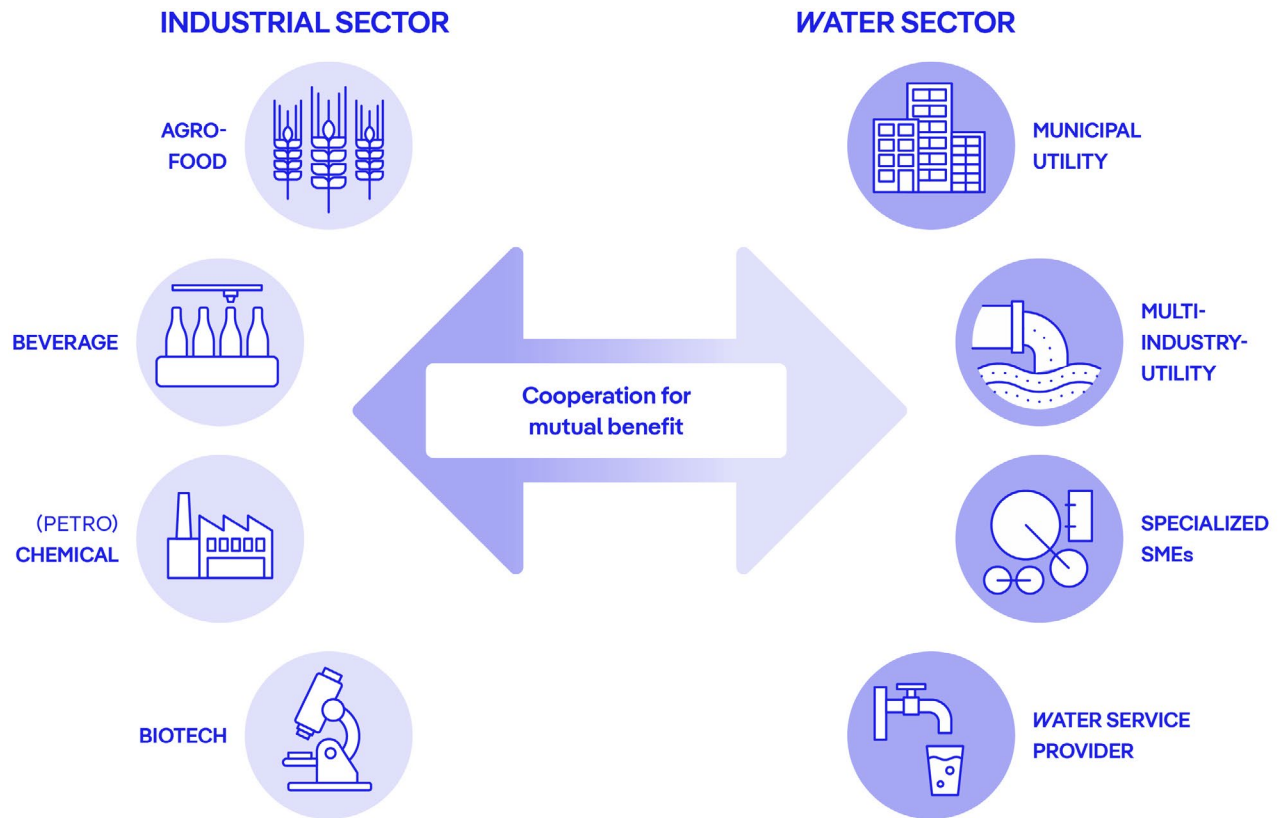 INDUSTRIAL SECTOR
AGRO-
FOOD
BEVERAGE
(PETRO)
CHEMICAL
BIOTECH
Cooperation for
mutual benefit
WATER SECTOR
MUNICIPAL
UTILITY
MULTI-
INDUSTRY-
UTILITY
SPECIALIZED
SMEs
WATER SERVICE
PROVIDER